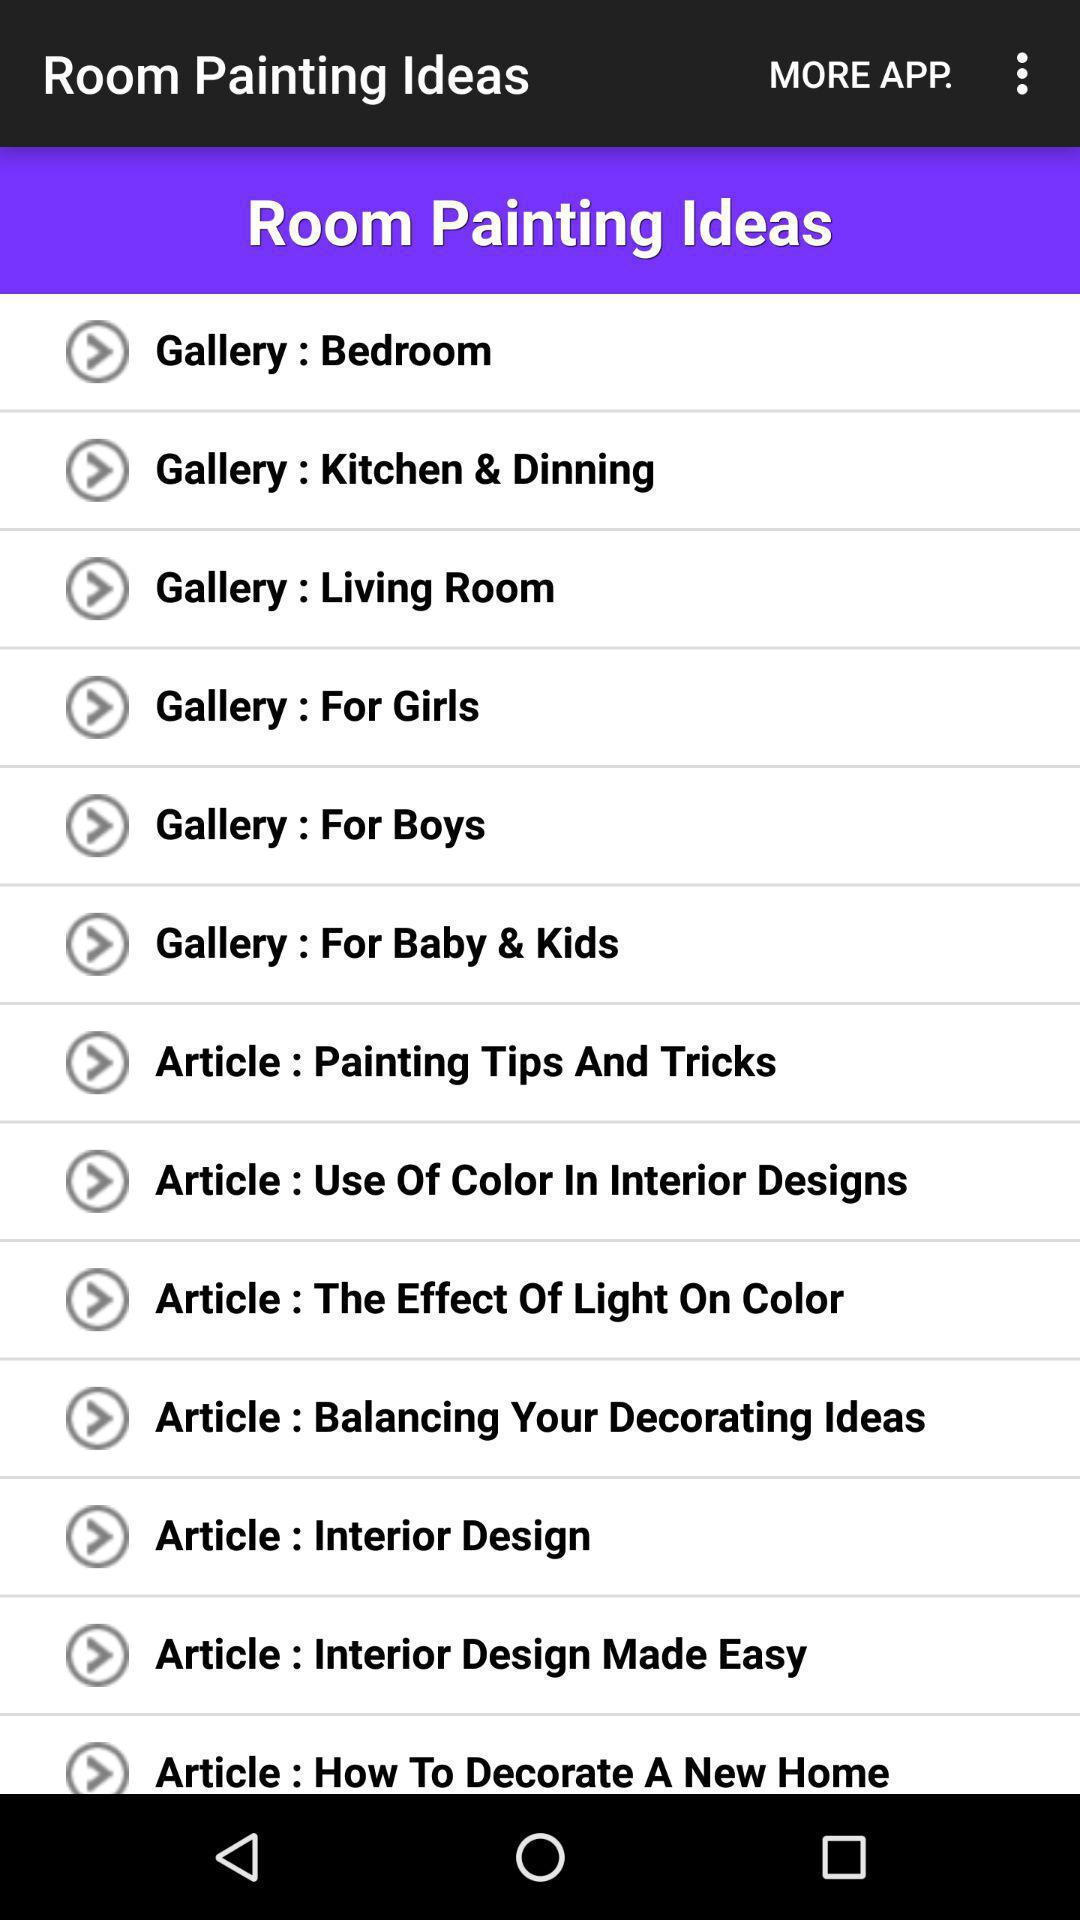 Room Painting Ideas MORE APP.
Room Painting Ideas
Gallery : Bedroom
Gallery : Kitchen & Dinning
Gallery : Living Room
Gallery : For Girls
Gallery : For Boys
Gallery : For Baby & Kids
Article : Painting Tips And Tricks
Article : Use Of Color In Interior Designs
Article : The Effect Of Light On Color
Article : Balancing Your Decorating Ideas
Article : Interior Design
Article : Interior Design Made Easy
Article : How To Decorate A New Home